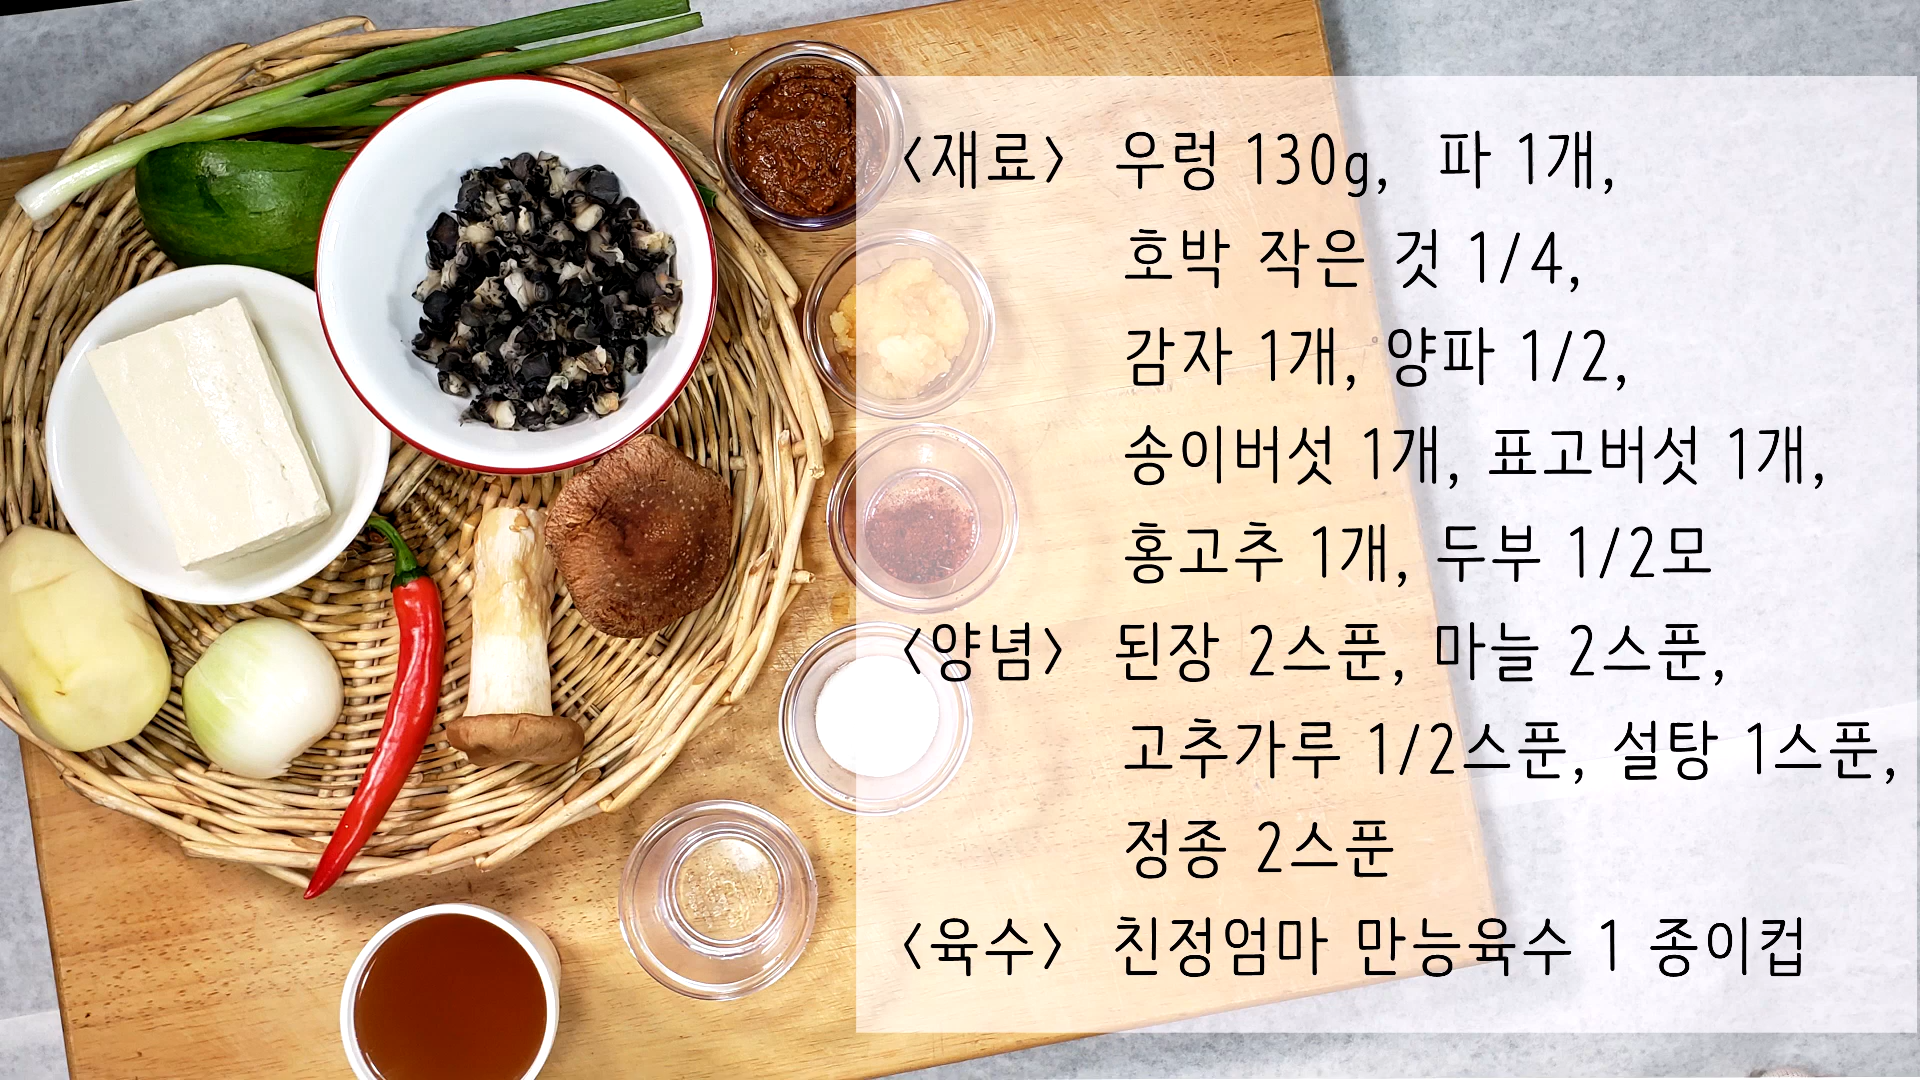 <재료> 우렁 130g, 파 1개,
호박 작은 것 1/4,
감자 1개, 양파 1/2,
송이버섯 1개, 표고버섯 1개,
홍고추 1개, 두부 1/2모
<양념> 된장 2스푼, 마늘 2스푼,
고추가루 1/2스푼, 설탕 1스푼,
정종 2스푼
<육수> 친정엄마 만능육수 1 종이컵